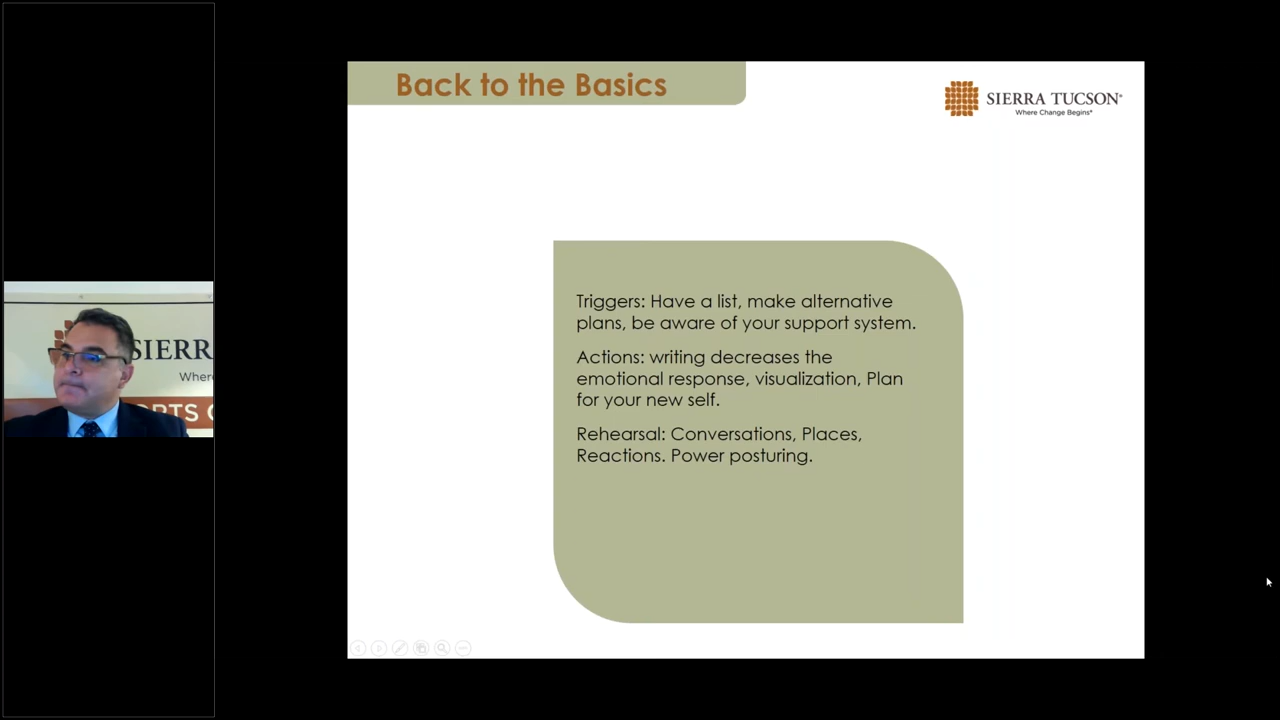 Back to the Basics
SIERRA TUCSON®
Where Change Begins®
Triggers: Have a list, make alternative
plans, be aware of your support system.
Actions: writing decreases the
emotional response, visualization, Plan
for your new self.
Rehearsal: Conversations, Places,
Reactions. Power posturing.
SIERR
Where
ORTS